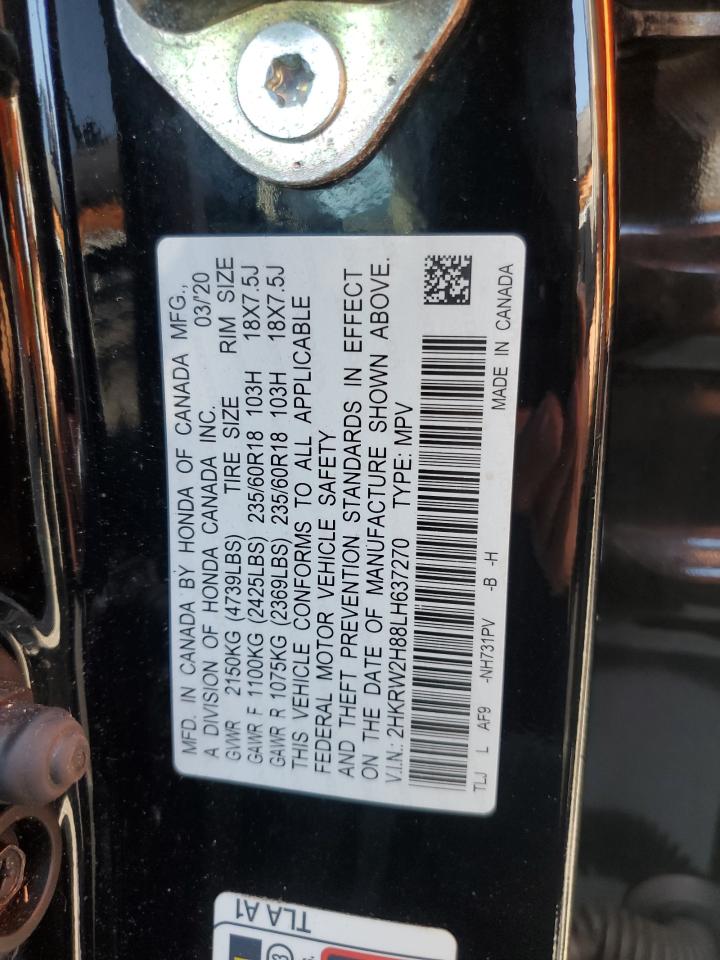 MFD. IN CANADA BY HONDA OF CANADA MFG.,
A DIVISION OF HONDA CANADA INC. 03/'20
GVWR 2150KG (4739LBS) TIRE SIZE RIM SIZE
GAWR F 1100KG (2425LBS) 235/60R18 103H 18X7.5J
GAWR R 1075KG (2369LBS) 235/60R18 103H 18X7.5J
THIS VEHICLE CONFORMS TO ALL APPLICABLE
FEDERAL MOTOR VEHICLE SAFETY
AND THEFT PREVENTION STANDARDS IN EFFECT
ON THE DATE OF MANUFACTURE SHOWN ABOVE.
V.I.N.: 2HKRW2H88LH637270 TYPE: MPV
TLJ L AF9 -NH731PV -B -H MADE IN CANADA
TLA A1